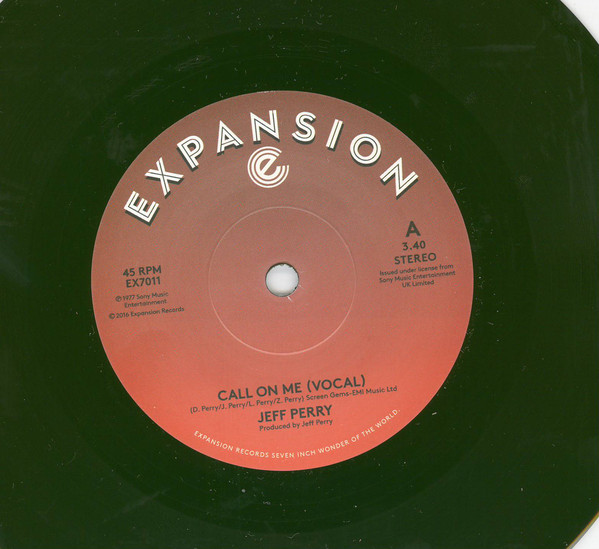 EXPANSION
e
A
3.40
STEREO
Issued under license from
Sony Music Entertainment
UK Limited
45 RPM
EX7011
℗ 1977 Sony Music
Entertainment
© 2016 Expansion Records
CALL ON ME (VOCAL)
(D. Perry/J. Perry/L. Perry/Z. Perry) Screen Gems-EMI Music Ltd
JEFF PERRY
Produced by Jeff Perry
EXPANSION RECORDS SEVEN INCH WONDER OF THE WORLD.